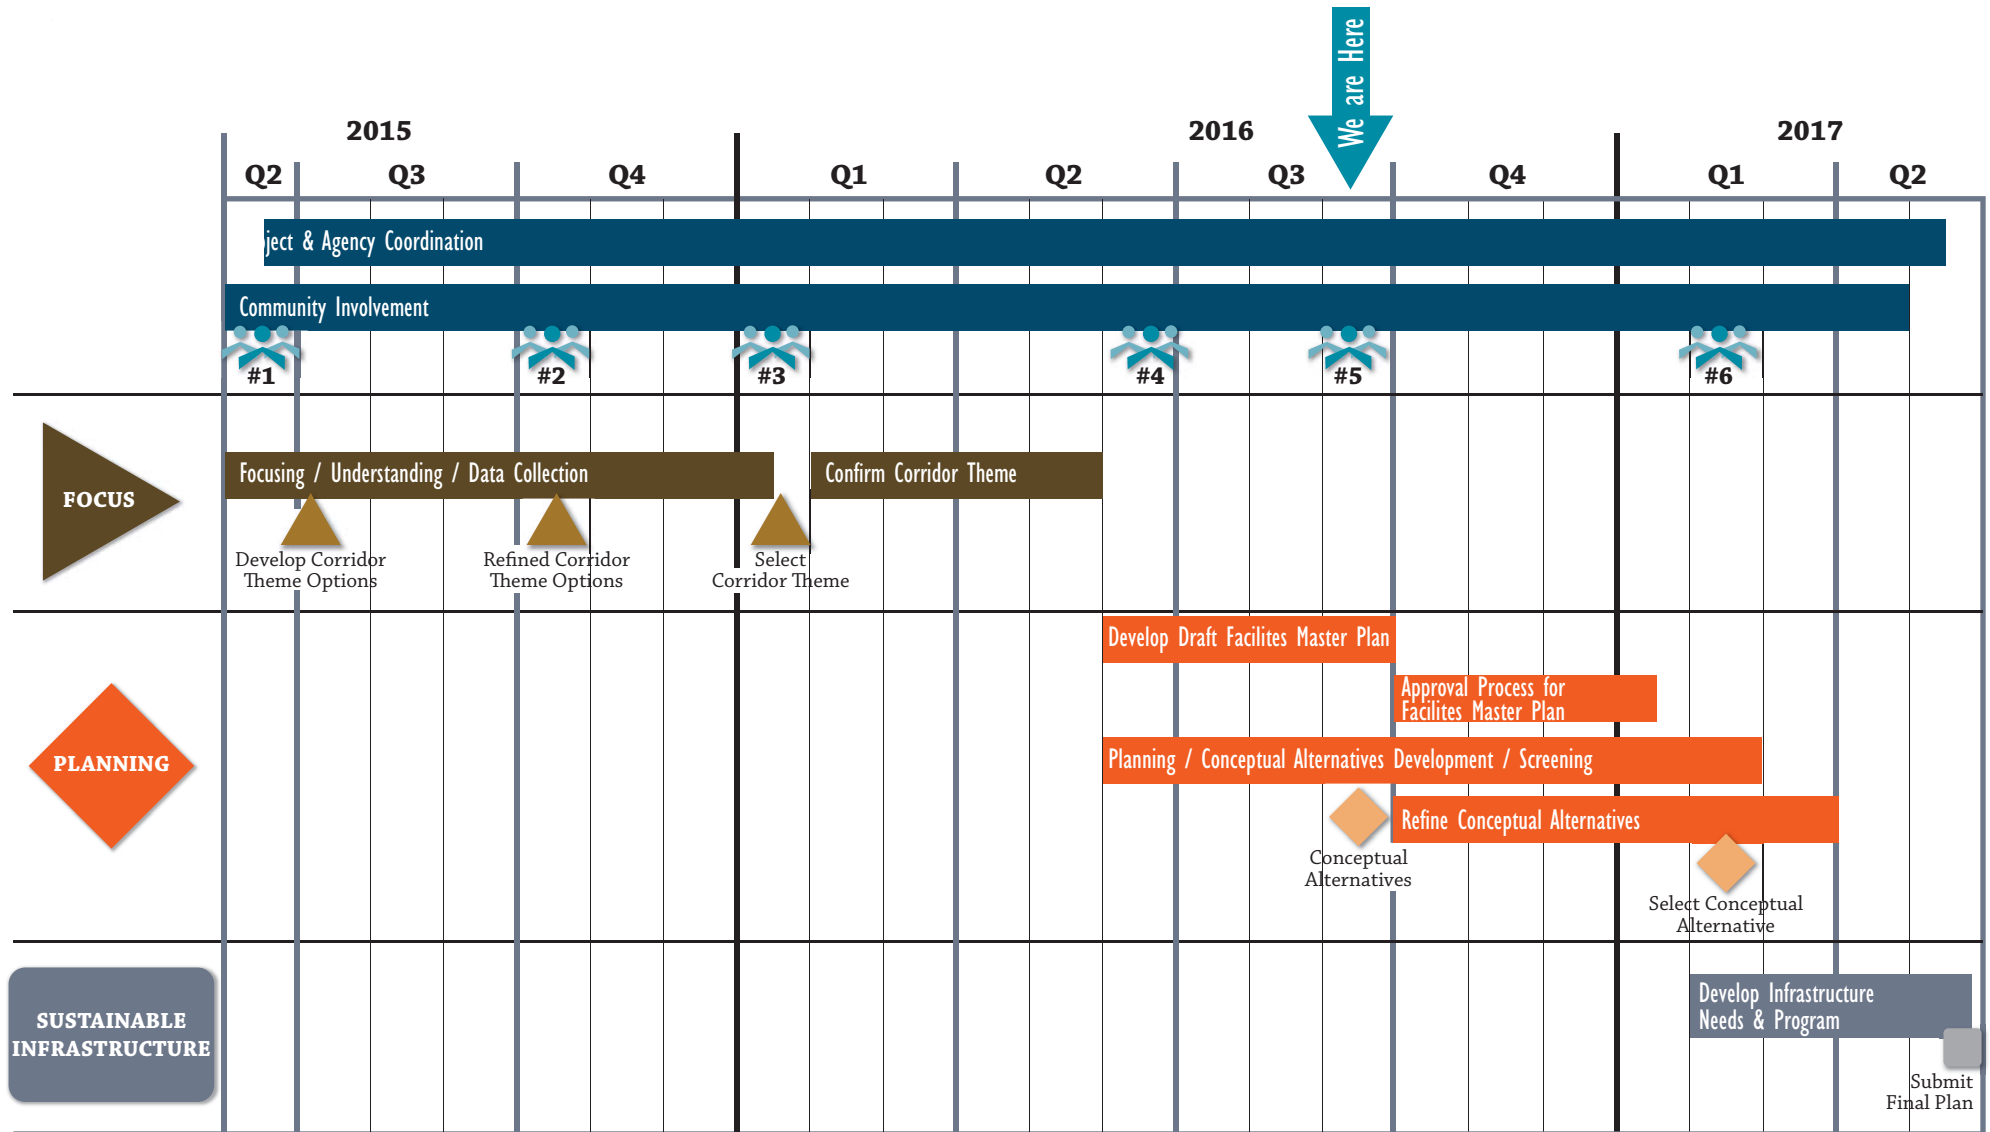 We are Here
2015
2016
2017
Q2
Q3
Q4
Q1
Q2
Q3
Q4
Q1
Q2
ject & Agency Coordination
Community Involvement
#1
#2
#3
#4
#5
#6
FOCUS
Focusing / Understanding / Data Collection
Confirm Corridor Theme
Develop Corridor
Theme Options
Refined Corridor
Theme Options
Select
Corridor Theme
PLANNING
Develop Draft Facilites Master Plan
Approval Process for
Facilites Master Plan
Planning / Conceptual Alternatives Development / Screening
Refine Conceptual Alternatives
Conceptual
Alternatives
Select Conceptual
Alternative
SUSTAINABLE
INFRASTRUCTURE
Develop Infrastructure
Needs & Program
Submit
Final Plan